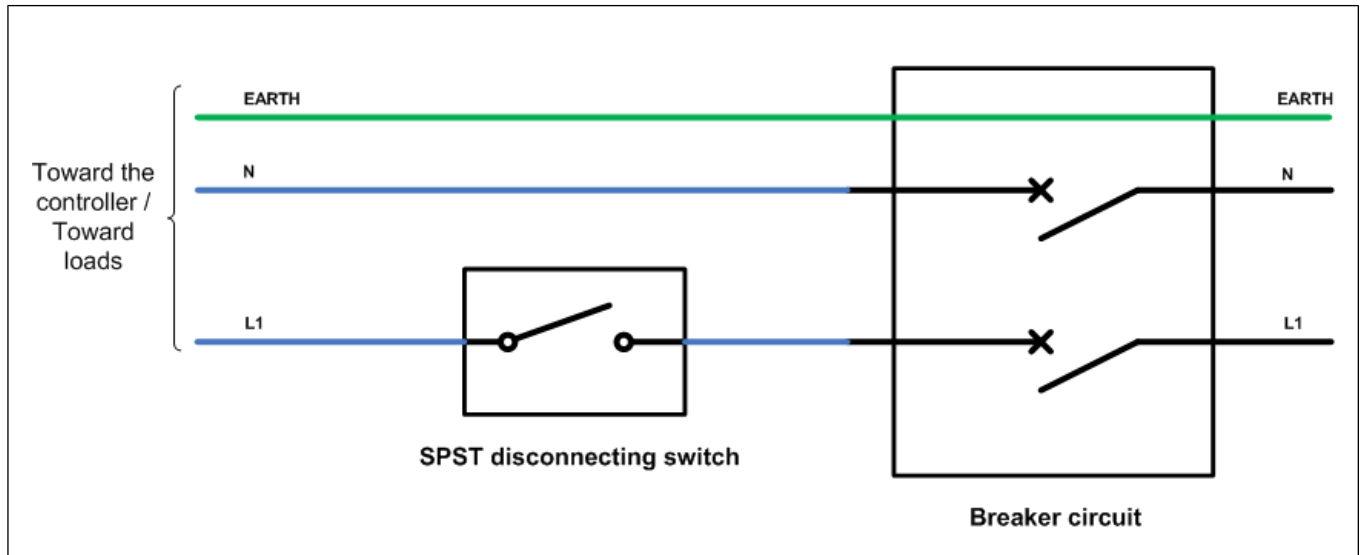 EARTH
EARTH
N
N
Toward the
controller /
Toward
loads
L1
L1
SPST disconnecting switch
Breaker circuit